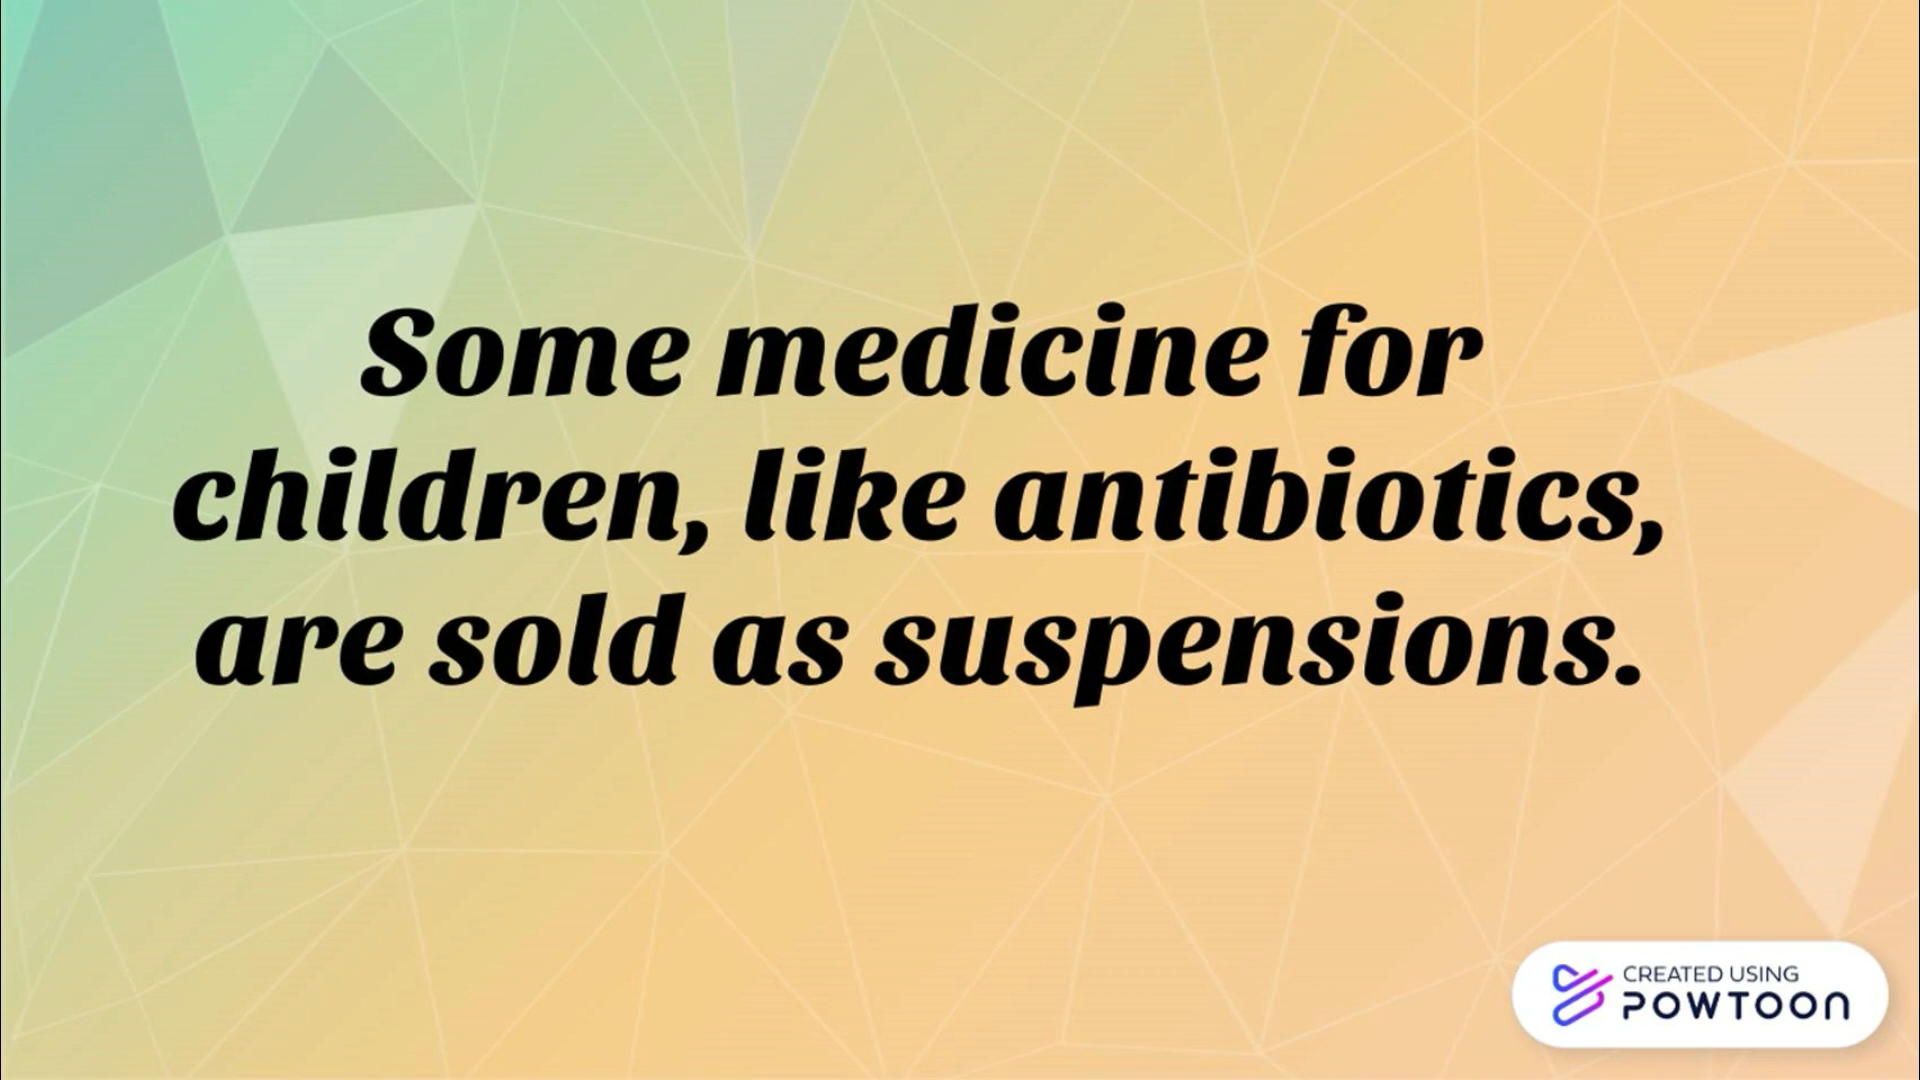 Some medicine for
children, like antibiotics,
are sold as suspensions.
CREATED USING
POWTOON